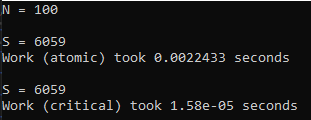 N = 100
S = 6059
Work (atomic) took 0.0022433 seconds
S = 6059
Work (critical) took 1.58e-05 seconds